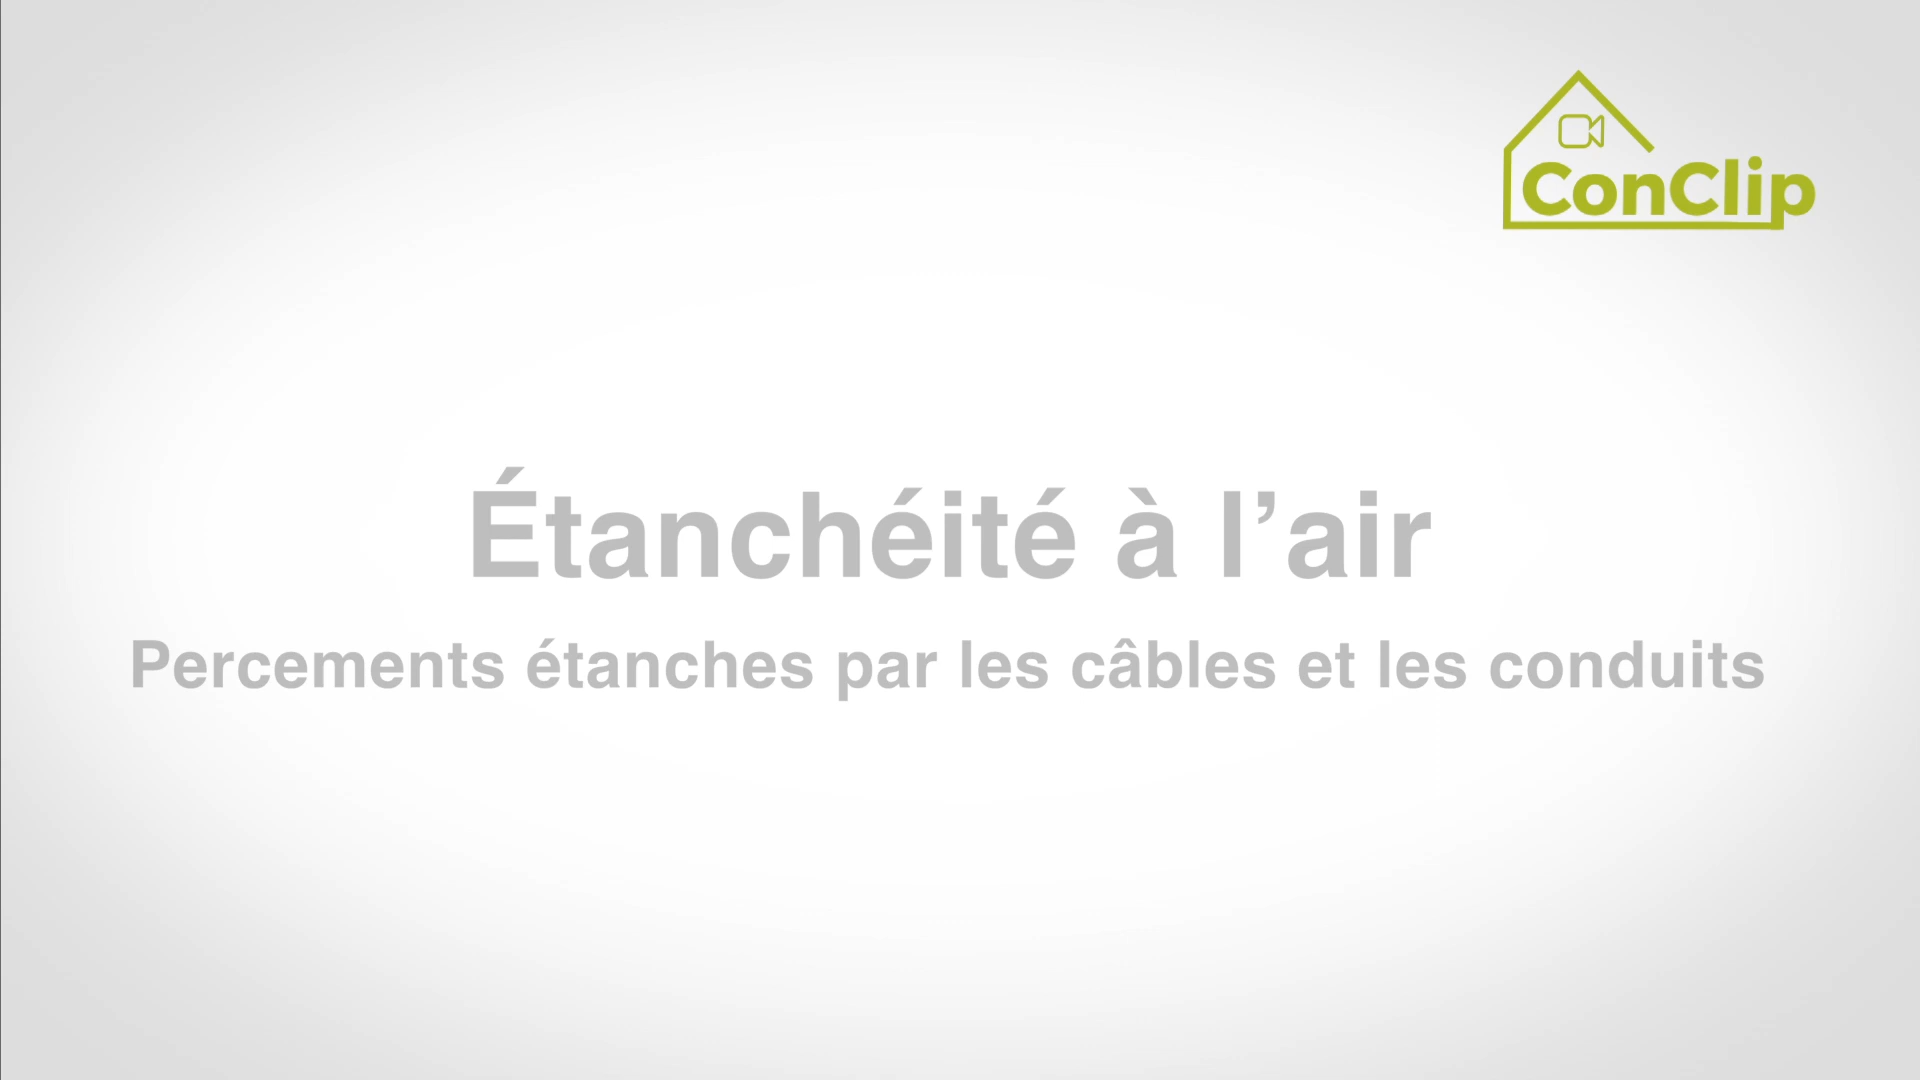 ConClip
Étanchéité à l’air
Percements étanches par les câbles et les conduits